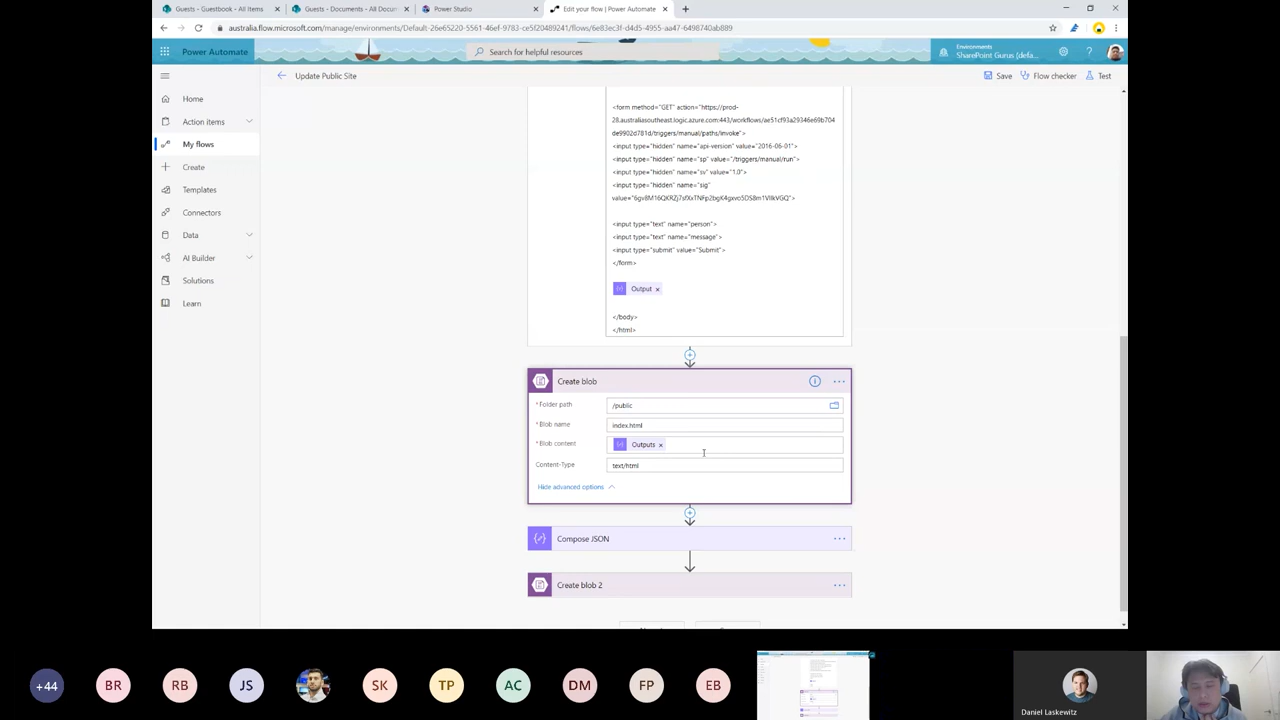 Guests - Guestbook - All Items
Guests - Documents - All Docum
Power Studio
Edit your flow | Power Automate
australia.flow.microsoft.com/manage/environments/Default-26e65220-5561-46ef-9783-ce5f20489241/flows/6e83ec3f-d4d5-4955-aa47-6498740ab889
Power Automate
Search for helpful resources
Environments
SharePoint Gurus (defa...
Update Public Site
Save
Flow checker
Test
Home
Action items
My flows
Create
Templates
Connectors
Data
AI Builder
Solutions
Learn
<form method="GET" action="https://prod-
28.australiasoutheast.logic.azure.com:443/workflows/ae51cf93a29346e69b704
de9902d781d/triggers/manual/paths/invoke">
<input type="hidden" name="api-version" value="2016-06-01">
<input type="hidden" name="sp" value="/triggers/manual/run">
<input type="hidden" name="sv" value="1.0">
<input type="hidden" name="sig"
<input type="text" name="person">
<input type="text" name="message">
<input type="submit" value="Submit">
</form>
Output
</body>
</html>
Create blob
* Folder path
/public
* Blob name
index.html
* Blob content
Outputs
Content-Type
text/html
Hide advanced options
Compose JSON
Create blob 2
+44
RB
JS
SK
TP
AC
DM
FP
EB
Daniel Laskewitz